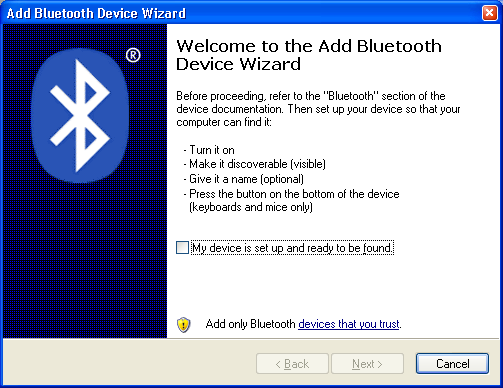 Add Bluetooth Device Wizard
®
Welcome to the Add Bluetooth
Device Wizard
Before proceeding, refer to the "Bluetooth" section of the
device documentation. Then set up your device so that your
computer can find it:
- Turn it on
- Make it discoverable (visible)
- Give it a name (optional)
- Press the button on the bottom of the device
(keyboards and mice only)
My device is set up and ready to be found.
Add only Bluetooth devices that you trust.
< Back
Next >
Cancel